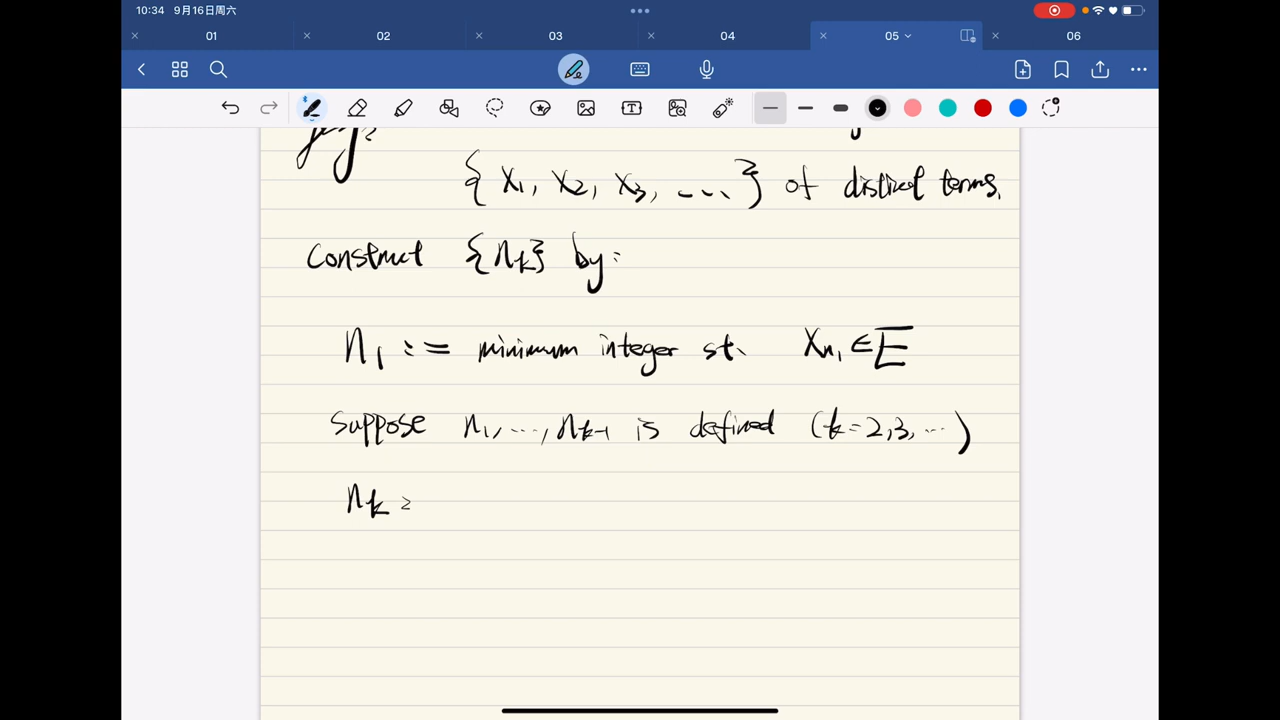 10:34 9月16日周六
01 02 03 04 05 06
{x₁, x₂, x₃, ....} of distinct terms.
Construct {nₖ} by:
n₁ := minimum integer st. xₙ₁ ∈ E
Suppose n₁, ..., nₖ₋₁ is defined (k=2,3, ...)
nₖ :